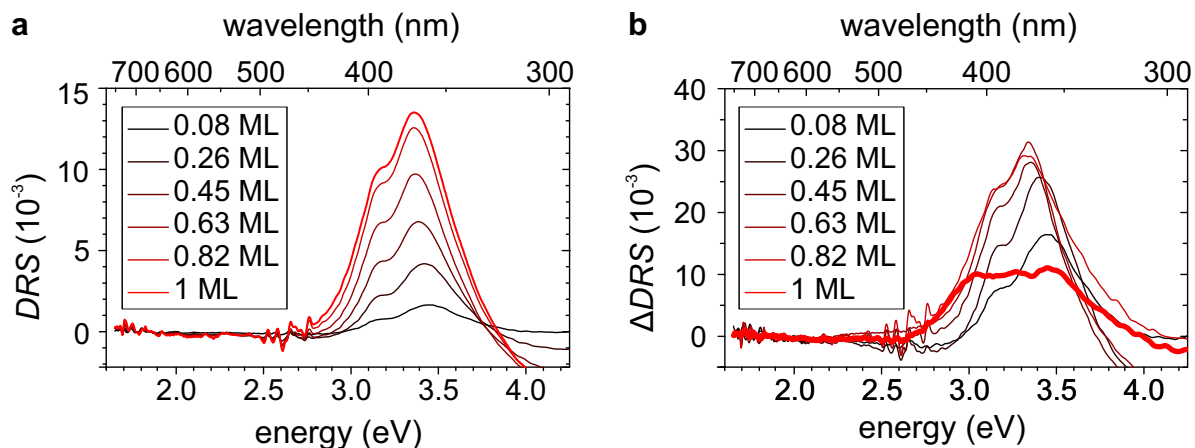 a
wavelength (nm)
700 600 500 400 300
15
10
5
0
DRS (10⁻³)
0.08 ML
0.26 ML
0.45 ML
0.63 ML
0.82 ML
1 ML
2.0 2.5 3.0 3.5 4.0
energy (eV)
b
wavelength (nm)
700 600 500 400 300
40
30
20
10
0
ΔDRS (10⁻³)
0.08 ML
0.26 ML
0.45 ML
0.63 ML
0.82 ML
1 ML
2.0 2.5 3.0 3.5 4.0
energy (eV)